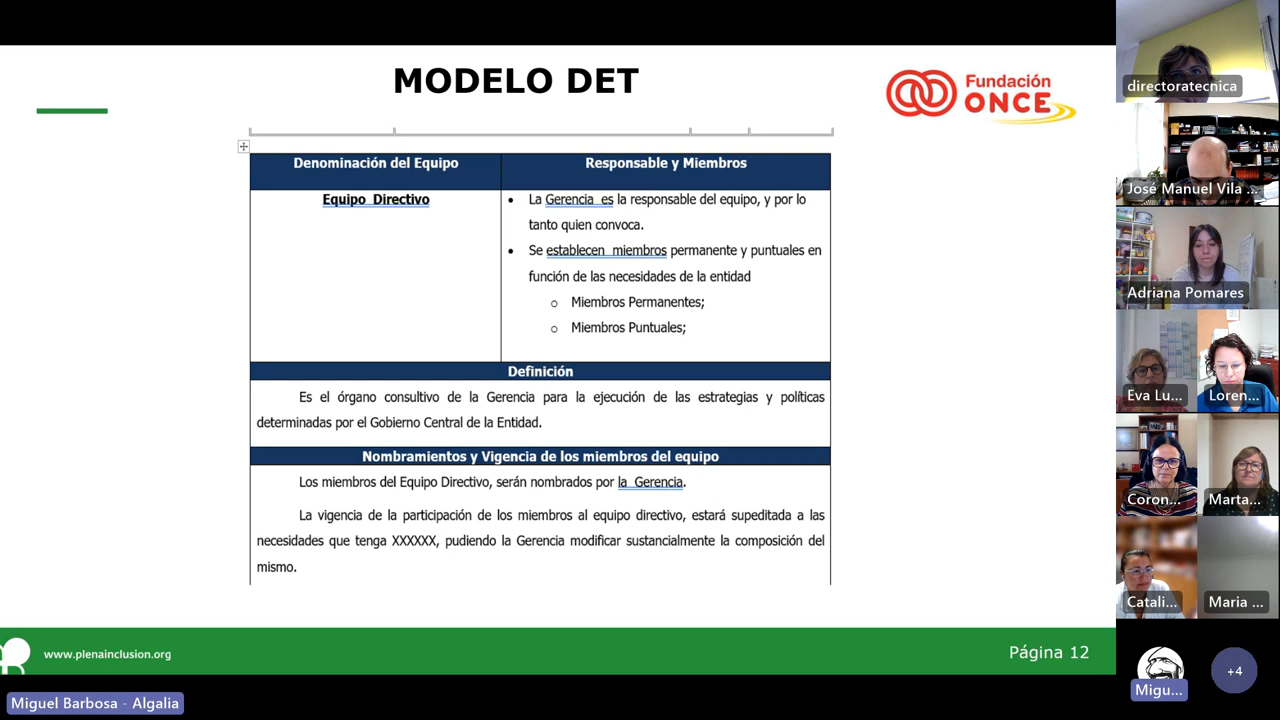 MODELO DET
Fundación
ONCE
Denominación del Equipo
Responsable y Miembros
Equipo  Directivo
• La Gerencia  es la responsable del equipo, y por lo
tanto quien convoca.
• Se establecen  miembros permanente y puntuales en
función de las necesidades de la entidad
o Miembros Permanentes;
o Miembros Puntuales;
Definición
Es el órgano consultivo de la Gerencia para la ejecución de las estrategias y políticas
determinadas por el Gobierno Central de la Entidad.
Nombramientos y Vigencia de los miembros del equipo
Los miembros del Equipo Directivo, serán nombrados por la  Gerencia.
La vigencia de la participación de los miembros al equipo directivo, estará supeditada a las
necesidades que tenga XXXXXX, pudiendo la Gerencia modificar sustancialmente la composición del
mismo.
www.plenainclusion.org
Página 12
Miguel Barbosa - Algalia
directoratecnica
José Manuel Vila ...
Adriana Pomares
Eva Lu...
Loren...
Coron...
Marta...
Catali...
Maria ...
Migu...
+4